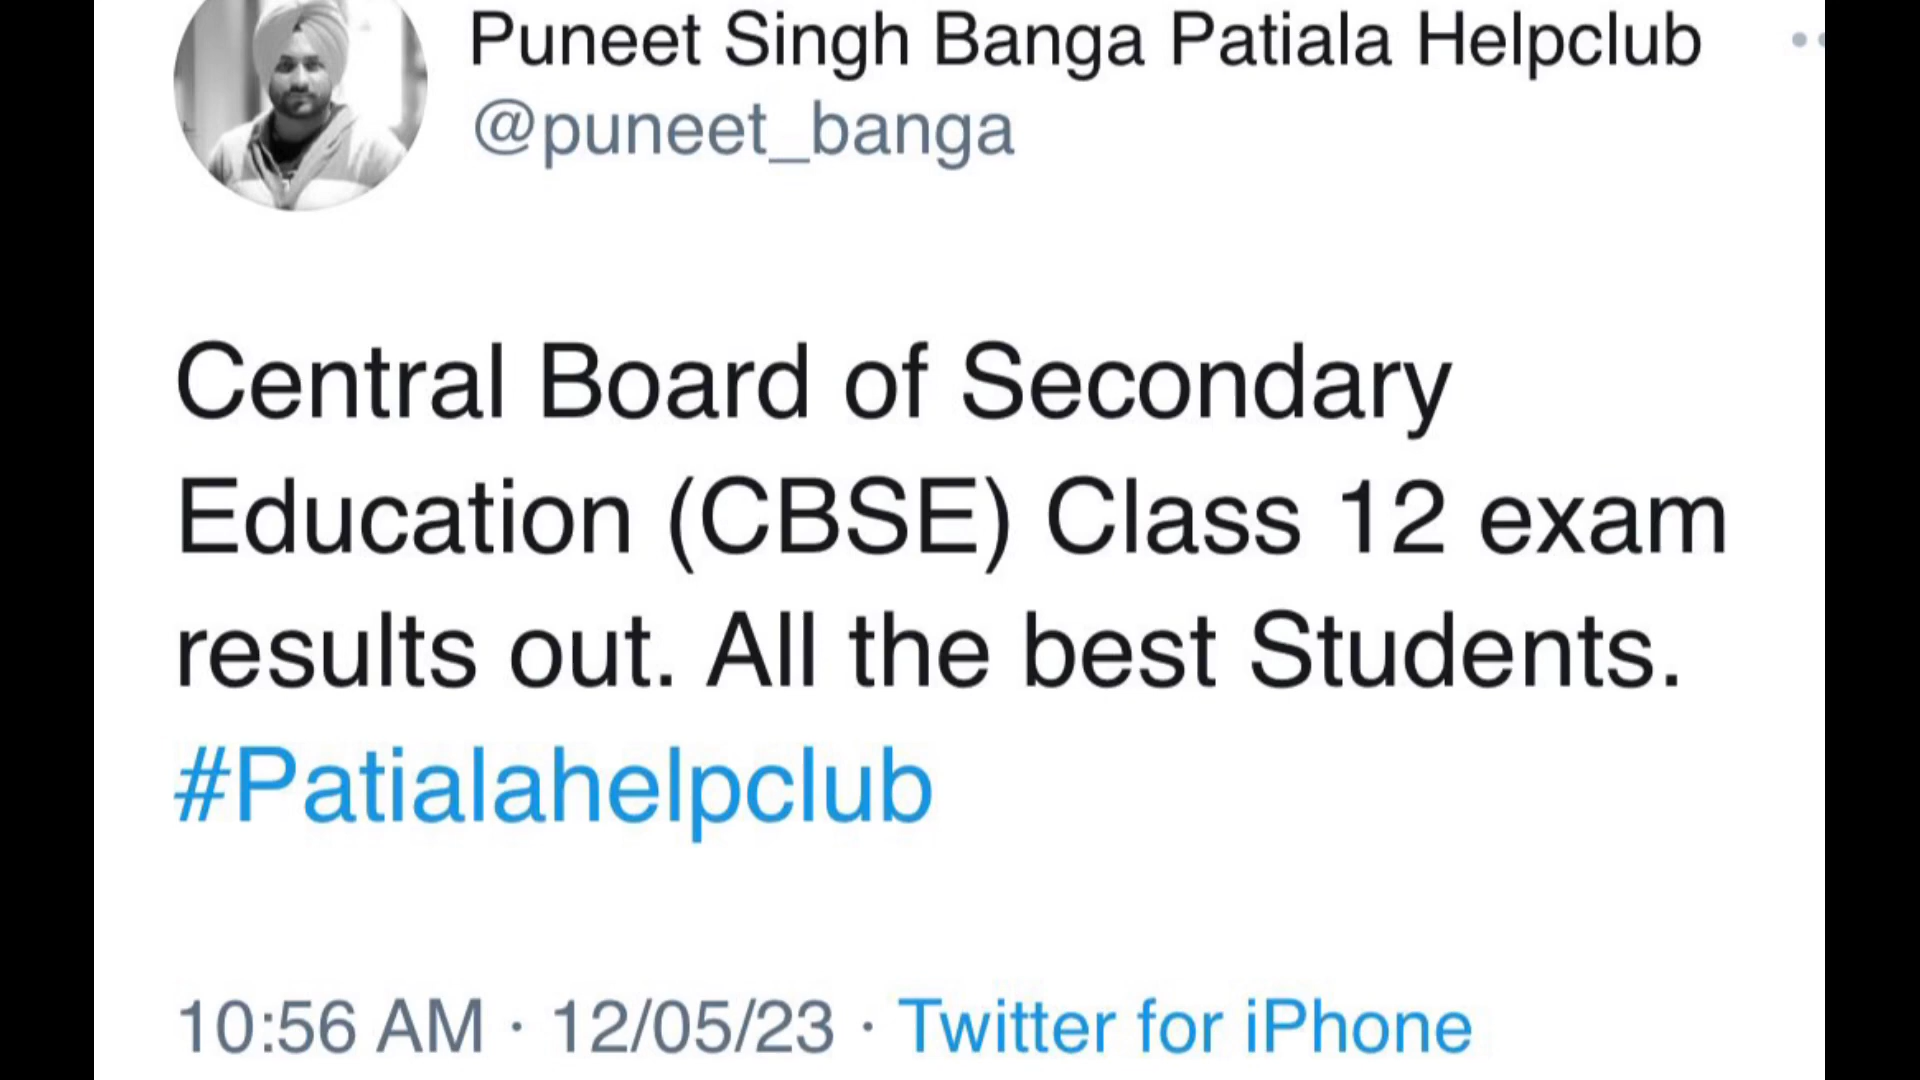 Puneet Singh Banga Patiala Helpclub
@puneet_banga
Central Board of Secondary
Education (CBSE) Class 12 exam
results out. All the best Students.
#Patialahelpclub
10:56 AM · 12/05/23 · Twitter for iPhone